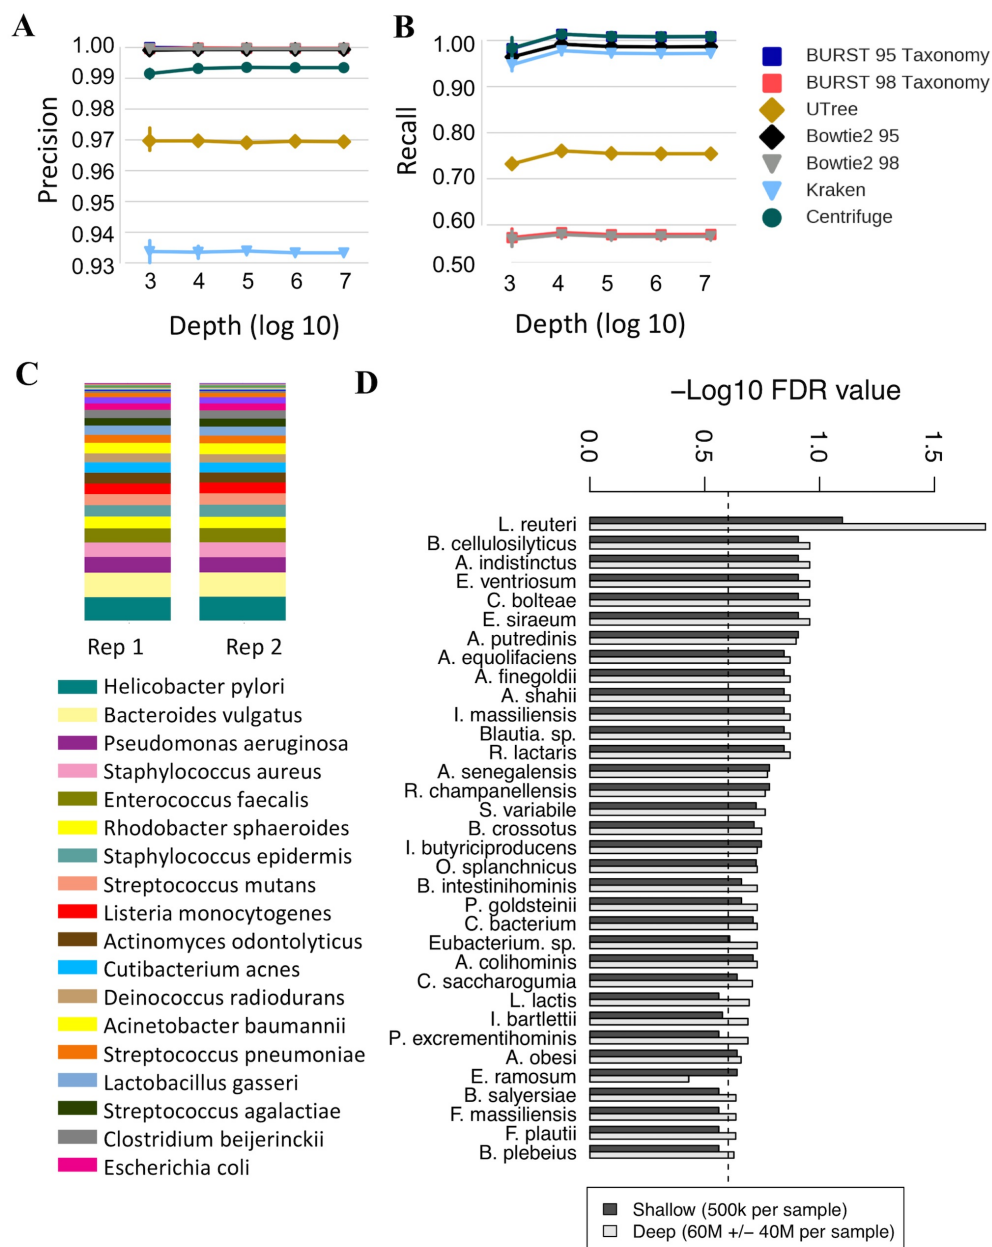 A
1.00
0.99
0.98
0.97
0.96
0.95
0.94
0.93
Precision
3 4 5 6 7
Depth (log 10)
B
1.00
0.90
0.80
0.70
0.60
0.50
Recall
3 4 5 6 7
Depth (log 10)
BURST 95 Taxonomy
BURST 98 Taxonomy
UTree
Bowtie2 95
Bowtie2 98
Kraken
Centrifuge
C
Rep 1 Rep 2
Helicobacter pylori
Bacteroides vulgatus
Pseudomonas aeruginosa
Staphylococcus aureus
Enterococcus faecalis
Rhodobacter sphaeroides
Staphylococcus epidermis
Streptococcus mutans
Listeria monocytogenes
Actinomyces odontolyticus
Cutibacterium acnes
Deinococcus radiodurans
Acinetobacter baumannii
Streptococcus pneumoniae
Lactobacillus gasseri
Streptococcus agalactiae
Clostridium beijerinckii
Escherichia coli
D
−Log10 FDR value
0.0 0.5 1.0 1.5
L. reuteri
B. cellulosilyticus
A. indistinctus
E. ventriosum
C. bolteae
E. siraeum
A. putredinis
A. equolifaciens
A. finegoldii
A. shahii
I. massiliensis
Blautia. sp.
R. lactaris
A. senegalensis
R. champanellensis
S. variabile
B. crossotus
I. butyriciproducens
O. splanchnicus
B. intestinihominis
P. goldsteinii
C. bacterium
Eubacterium. sp.
A. colihominis
C. saccharogumia
L. lactis
I. bartlettii
P. excrementihominis
A. obesi
E. ramosum
B. salyersiae
F. massiliensis
F. plautii
B. plebeius
Shallow (500k per sample)
Deep (60M +/− 40M per sample)